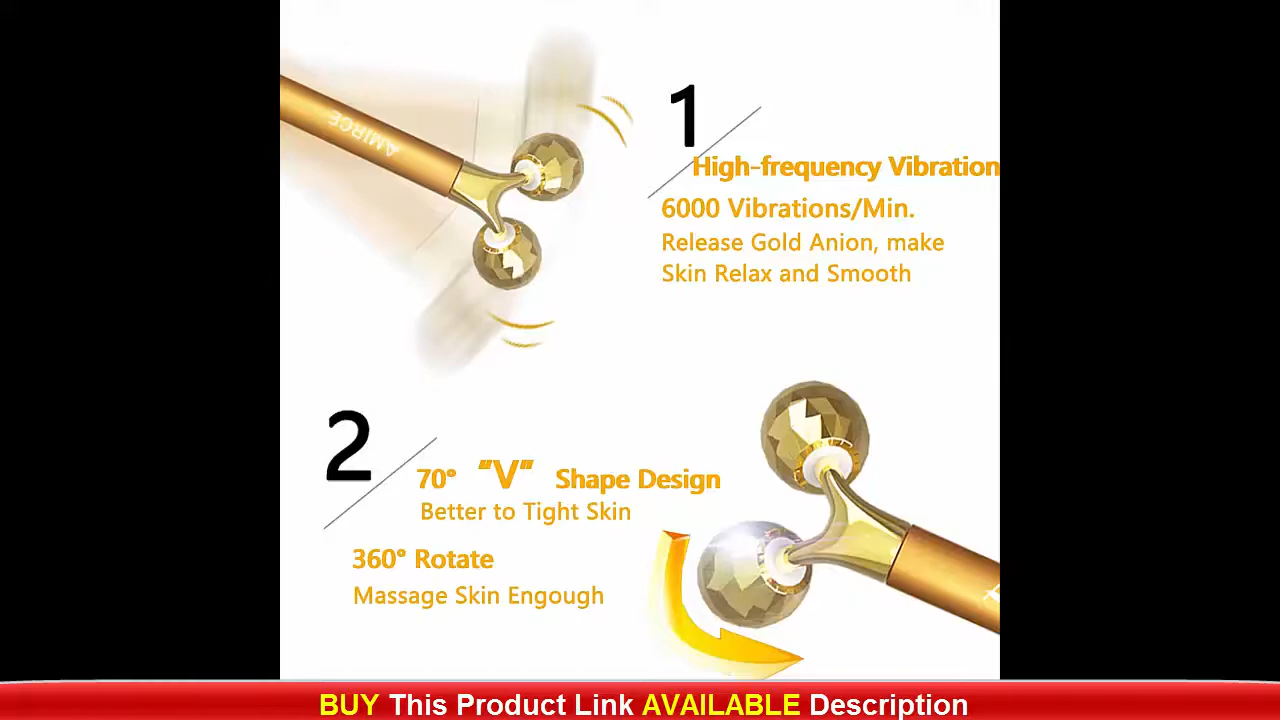 AMIRCE
1
High-frequency Vibration
6000 Vibrations/Min.
Release Gold Anion, make
Skin Relax and Smooth
2
70° “V” Shape Design
Better to Tight Skin
360° Rotate
Massage Skin Engough
BUY This Product Link AVAILABLE Description